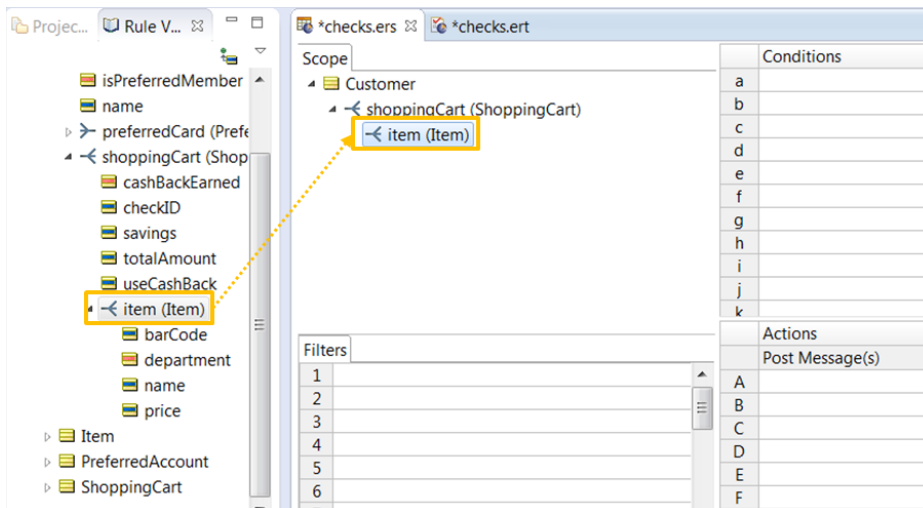 Projec...
Rule V...
isPreferredMember
name
preferredCard (Prefe
shoppingCart (Shop
cashBackEarned
checkID
savings
totalAmount
useCashBack
item (Item)
barCode
department
name
price
Item
PreferredAccount
ShoppingCart
*checks.ers
*checks.ert
Scope
Customer
shoppingCart (ShoppingCart)
item (Item)
Filters
1
2
3
4
5
6
Conditions
a
b
c
d
e
f
g
h
i
j
k
Actions
Post Message(s)
A
B
C
D
E
F